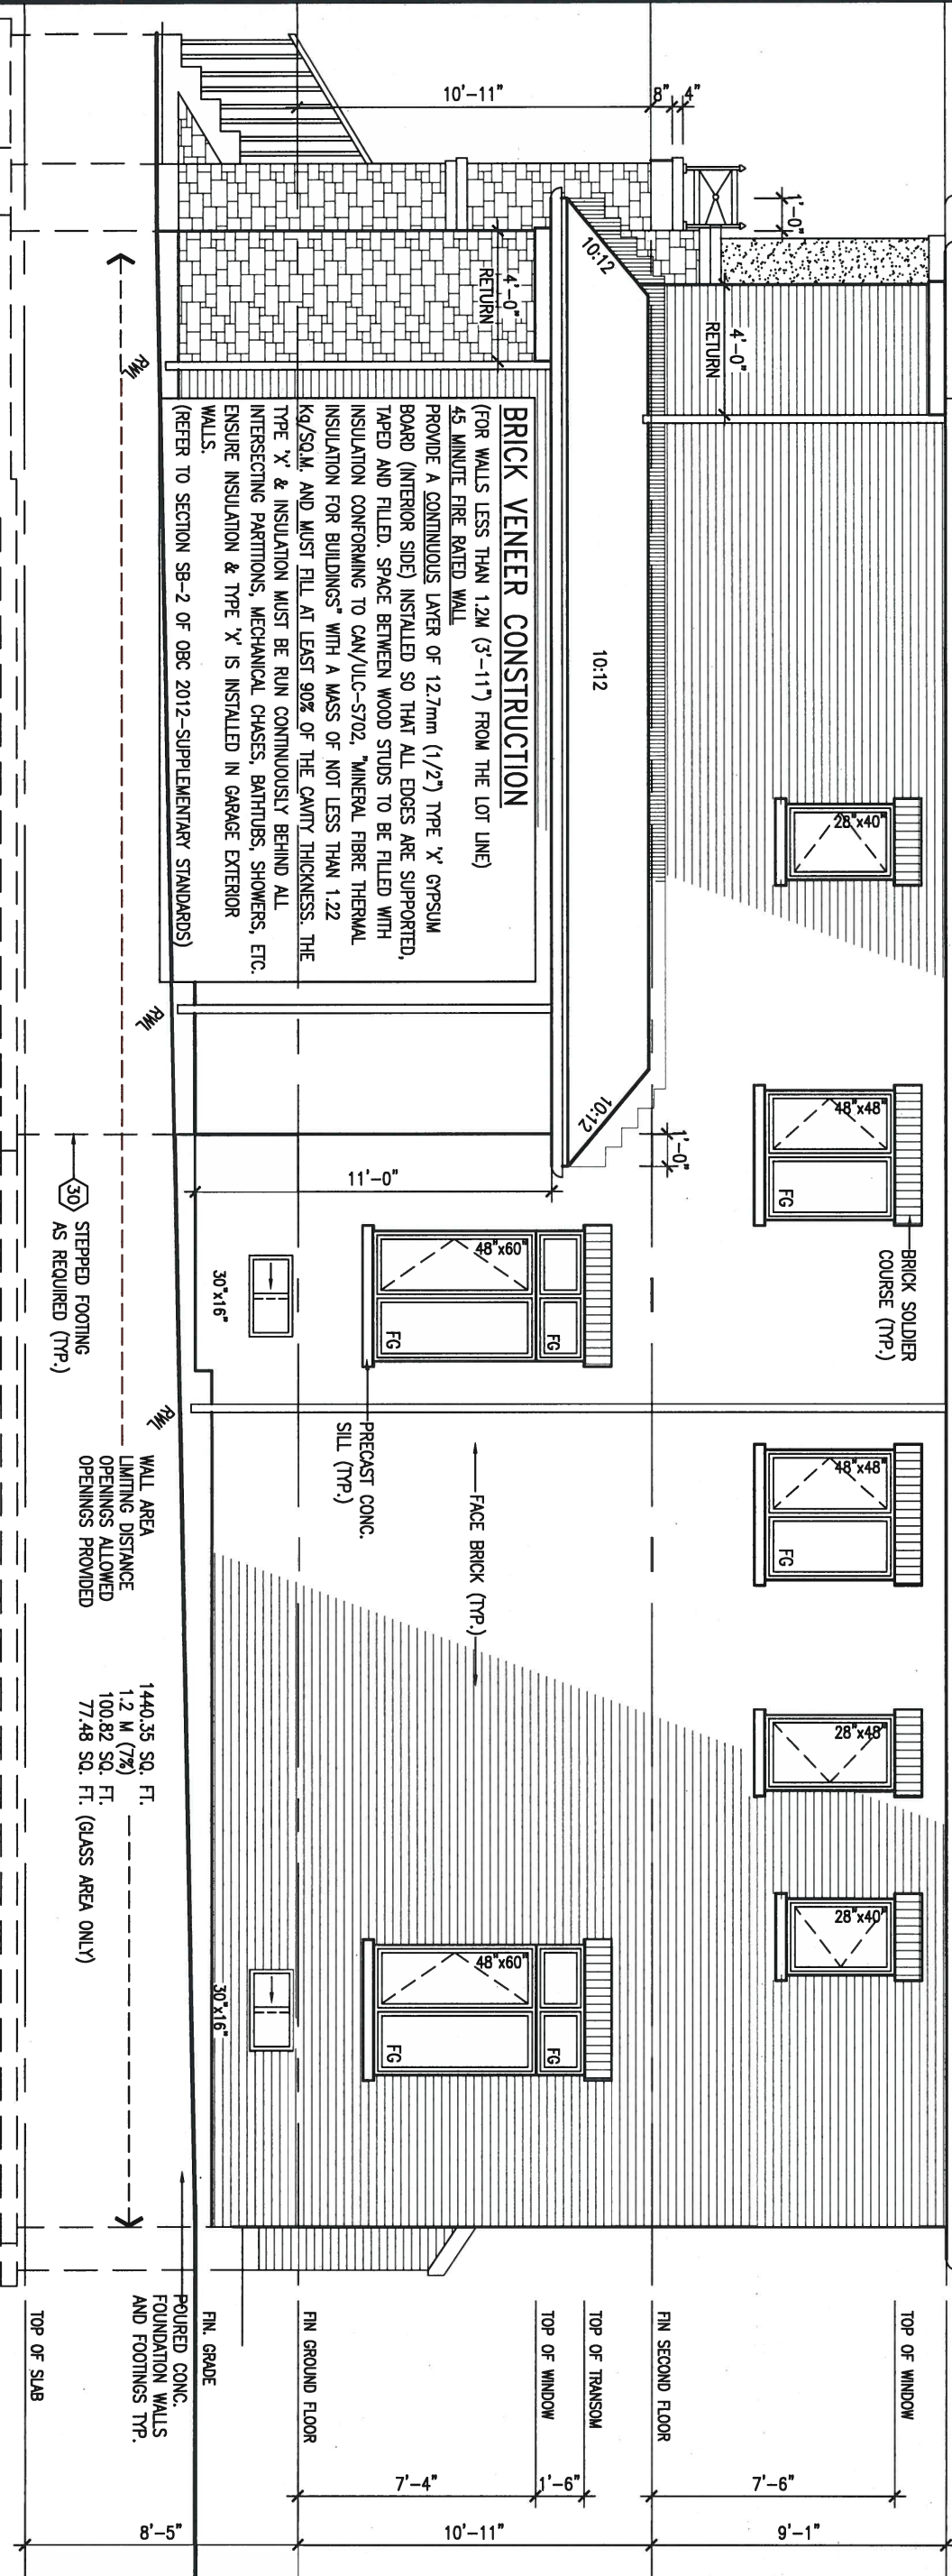 10'-11"
8"
4"
1'-0"
4'-0"
RETURN
4'-0"
RETURN
10:12
10:12
10:12
1'-0"
11'-0"
RWL
RWL
RWL
BRICK VENEER CONSTRUCTION
(FOR WALLS LESS THAN 1.2M (3'-11") FROM THE LOT LINE)
45 MINUTE FIRE RATED WALL
PROVIDE A CONTINUOUS LAYER OF 12.7mm (1/2") TYPE 'X' GYPSUM
BOARD (INTERIOR SIDE) INSTALLED SO THAT ALL EDGES ARE SUPPORTED,
TAPED AND FILLED. SPACE BETWEEN WOOD STUDS TO BE FILLED WITH
INSULATION CONFORMING TO CAN/ULC-S702, "MINERAL FIBRE THERMAL
INSULATION FOR BUILDINGS" WITH A MASS OF NOT LESS THAN 1.22
Kg/SQ.M. AND MUST FILL AT LEAST 90% OF THE CAVITY THICKNESS. THE
TYPE 'X' & INSULATION MUST BE RUN CONTINUOUSLY BEHIND ALL
INTERSECTING PARTITIONS, MECHANICAL CHASES, BATHTUBS, SHOWERS, ETC.
ENSURE INSULATION & TYPE 'X' IS INSTALLED IN GARAGE EXTERIOR
WALLS.
(REFER TO SECTION SB-2 OF OBC 2012-SUPPLEMENTARY STANDARDS)
28"x40"
48"x48"
FG
BRICK SOLDIER
COURSE (TYP.)
48"x48"
FG
28"x48"
28"x40"
48"x60"
FG
FG
PRECAST CONC.
SILL (TYP.)
FACE BRICK (TYP.)
48"x60"
FG
FG
30"x16"
30"x16"
30
STEPPED FOOTING
AS REQUIRED (TYP.)
WALL AREA 1440.35 SQ. FT.
LIMITING DISTANCE 1.2 M (7%)
OPENINGS ALLOWED 100.82 SQ. FT.
OPENINGS PROVIDED 77.48 SQ. FT. (GLASS AREA ONLY)
TOP OF WINDOW
FIN SECOND FLOOR
TOP OF TRANSOM
TOP OF WINDOW
FIN GROUND FLOOR
FIN. GRADE
POURED CONC.
FOUNDATION WALLS
AND FOOTINGS TYP.
TOP OF SLAB
7'-6"
1'-6"
7'-4"
9'-1"
10'-11"
8'-5"